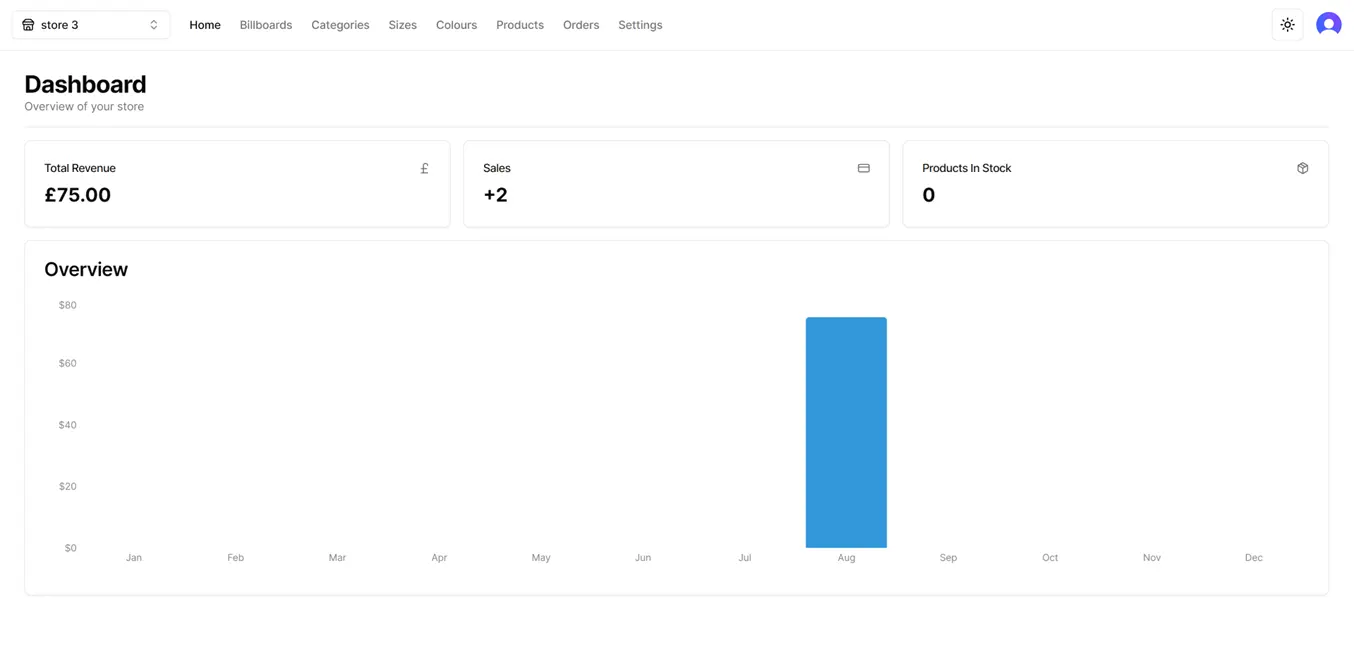 store 3 Home Billboards Categories Sizes Colours Products Orders Settings
Dashboard
Overview of your store
Total Revenue £
£75.00
Sales
+2
Products In Stock
0
Overview
$80
$60
$40
$20
$0
Jan Feb Mar Apr May Jun Jul Aug Sep Oct Nov Dec